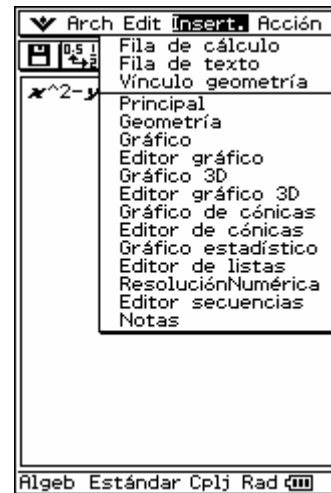 Arch Edit Insert. Acción
Fila de cálculo
Fila de texto
Vínculo geometría
x^2-y
Principal
Geometría
Gráfico
Editor gráfico
Gráfico 3D
Editor gráfico 3D
Gráfico de cónicas
Editor de cónicas
Gráfico estadístico
Editor de listas
ResoluciónNumérica
Editor secuencias
Notas
Algeb Estándar Cplj Rad